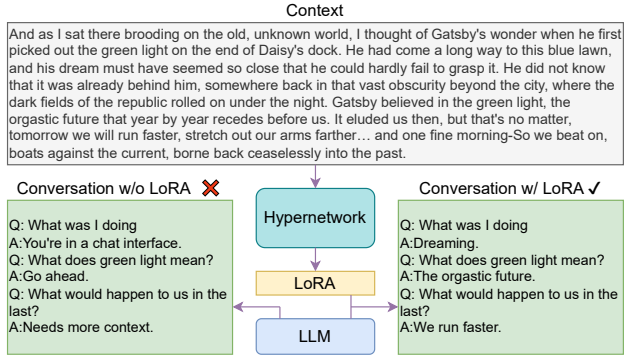 Context
And as I sat there brooding on the old, unknown world, I thought of Gatsby's wonder when he first
picked out the green light on the end of Daisy's dock. He had come a long way to this blue lawn,
and his dream must have seemed so close that he could hardly fail to grasp it. He did not know
that it was already behind him, somewhere back in that vast obscurity beyond the city, where the
dark fields of the republic rolled on under the night. Gatsby believed in the green light, the
orgastic future that year by year recedes before us. It eluded us then, but that's no matter,
tomorrow we will run faster, stretch out our arms farther… and one fine morning-So we beat on,
boats against the current, borne back ceaselessly into the past.
Conversation w/o LoRA ❌
Q: What was I doing
A:You're in a chat interface.
Q: What does green light mean?
A:Go ahead.
Q: What would happen to us in the
last?
A:Needs more context.
Hypernetwork
LoRA
LLM
Conversation w/ LoRA ✓
Q: What was I doing
A:Dreaming.
Q: What does green light mean?
A:The orgastic future.
Q: What would happen to us in the
last?
A:We run faster.